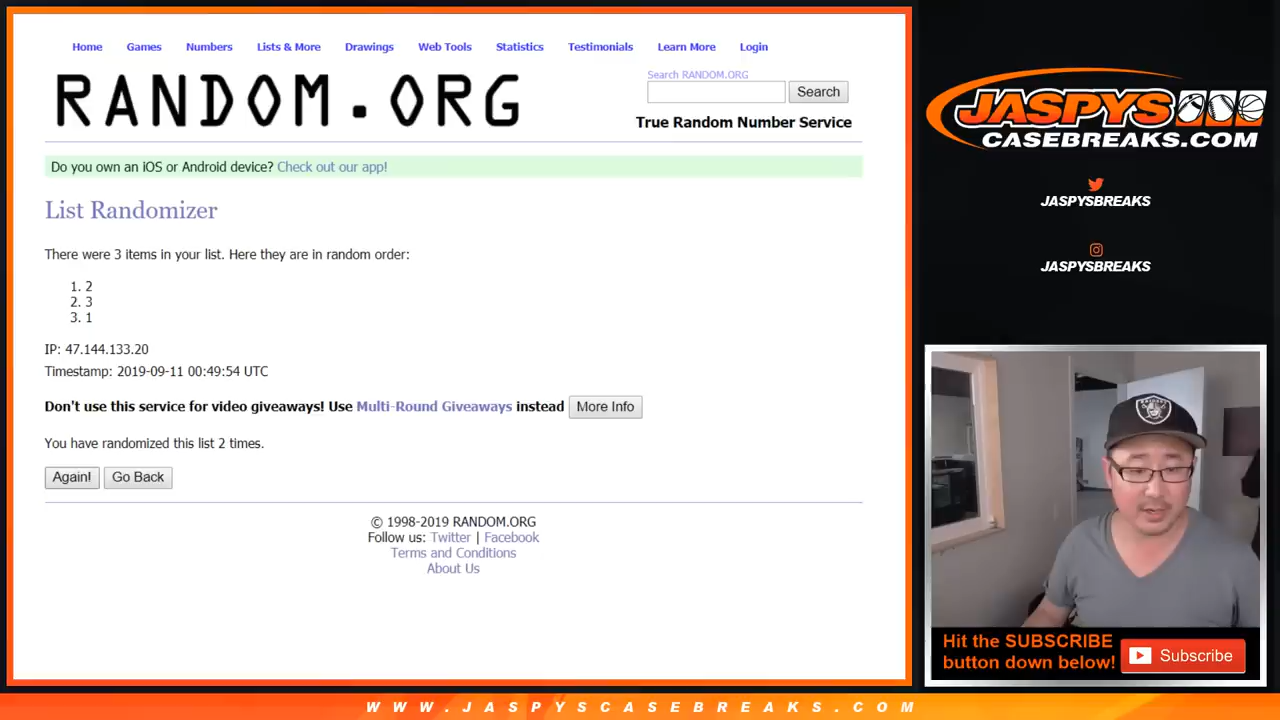 Home Games Numbers Lists & More Drawings Web Tools Statistics Testimonials Learn More Login
RANDOM.ORG
Search RANDOM.ORG
Search
True Random Number Service
Do you own an iOS or Android device? Check out our app!
List Randomizer
There were 3 items in your list. Here they are in random order:
1. 2
2. 3
3. 1
IP: 47.144.133.20
Timestamp: 2019-09-11 00:49:54 UTC
Don't use this service for video giveaways! Use Multi-Round Giveaways instead More Info
You have randomized this list 2 times.
Again! Go Back
© 1998-2019 RANDOM.ORG
Follow us: Twitter | Facebook
Terms and Conditions
About Us
JASPYS
CASEBREAKS.COM
JASPYSBREAKS
JASPYSBREAKS
RAIDERS
Hit the SUBSCRIBE
button down below!
Subscribe
WWW.JASPYSCASEBREAKS.COM